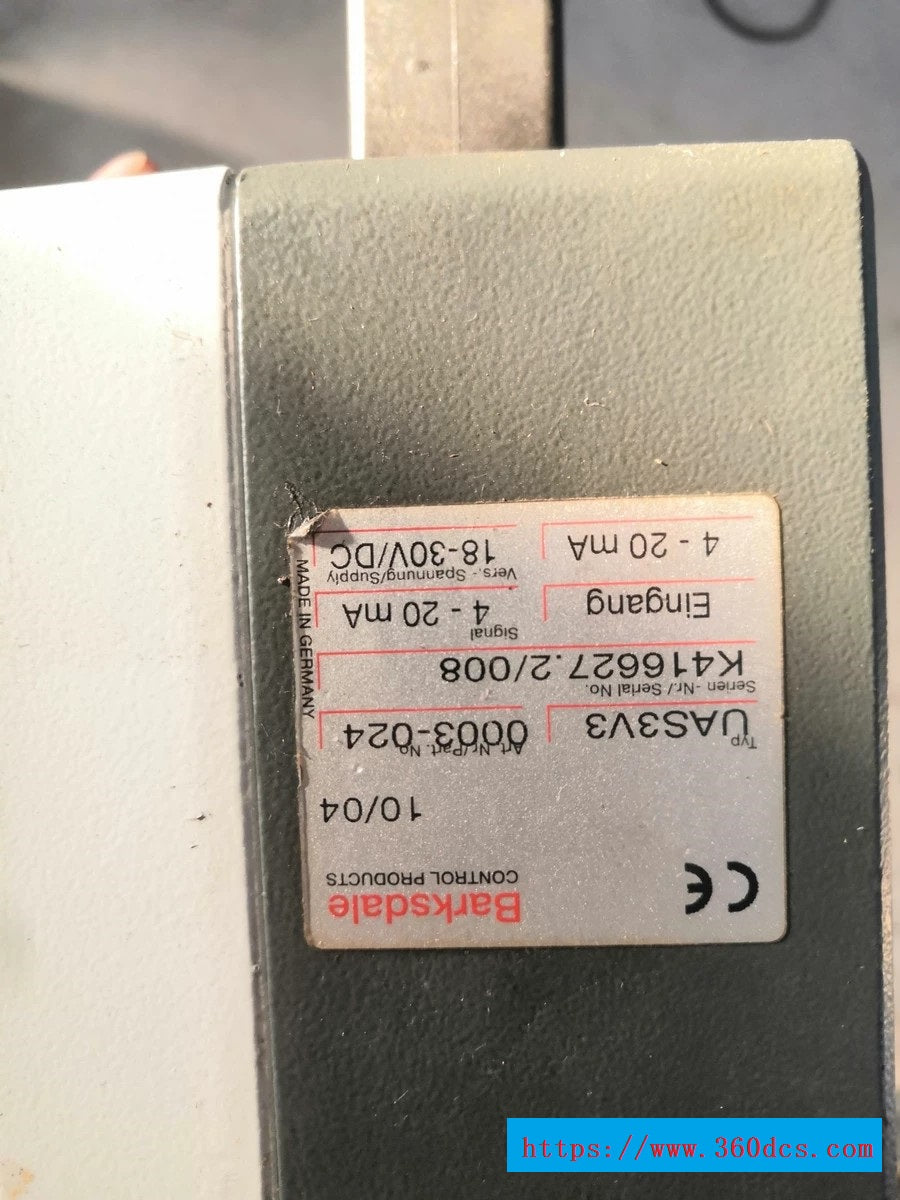 CE
Barksdale
CONTROL PRODUCTS
10/04
Typ
UAS3V3
Art. Nr./Part. No.
0003-024
Serien -Nr./ Serial No.
K416627.2/008
Eingang
Signal
4 - 20 mA
4 - 20 mA
Vers.- Spannung/Supply
18-30V/DC
MADE IN GERMANY
https://www.360dcs.com